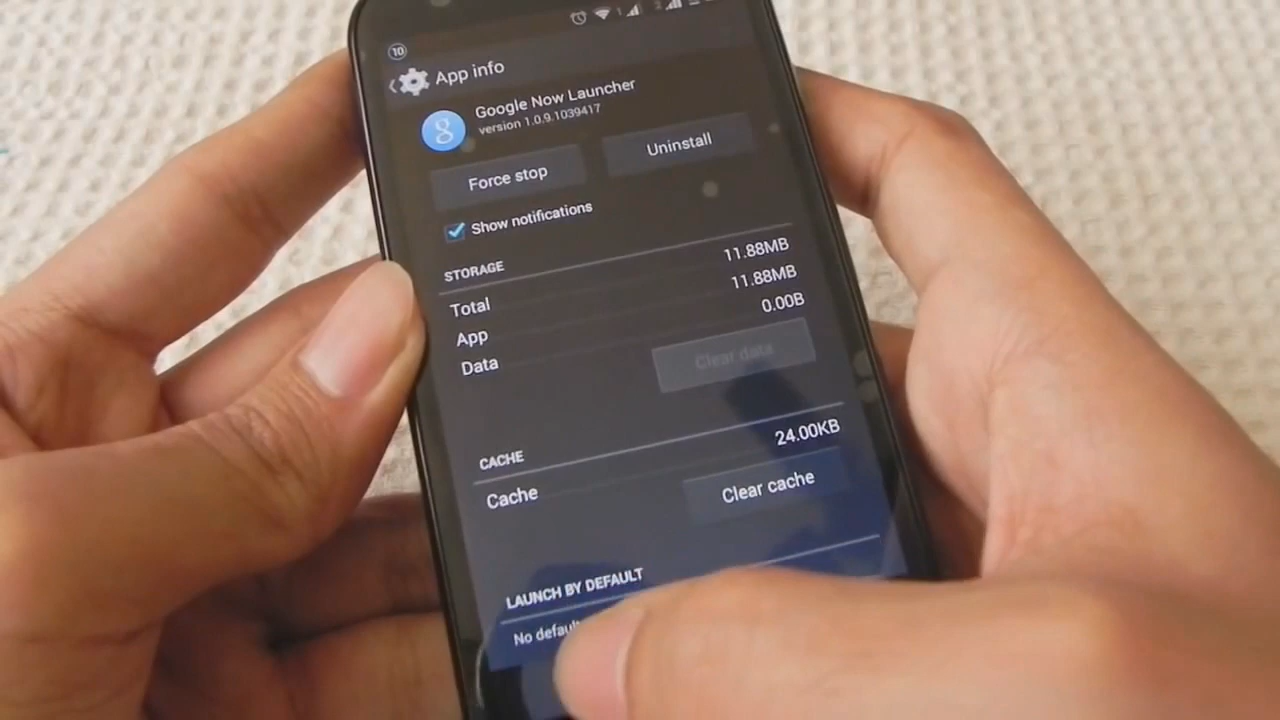 10
App info
g
Google Now Launcher
version 1.0.9.1039417
Force stop
Uninstall
Show notifications
STORAGE
Total 11.88MB
App 11.88MB
Data 0.00B
Clear data
CACHE
Cache 24.00KB
Clear cache
LAUNCH BY DEFAULT
No